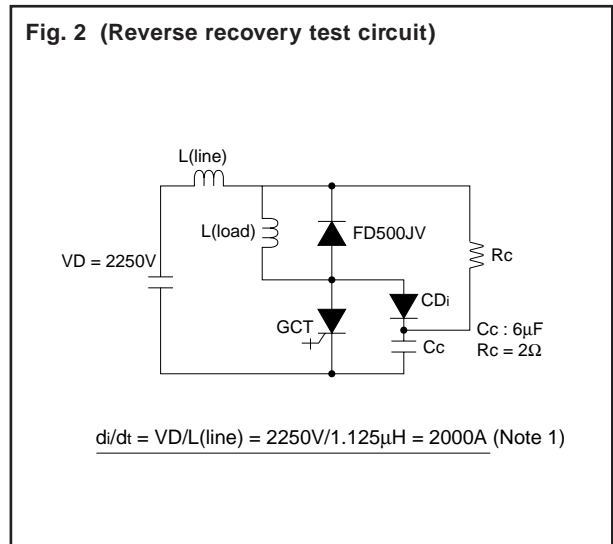 Fig. 2 (Reverse recovery test circuit)
L(line)
L(load)
FD500JV
Rc
VD = 2250V
CDi
GCT
Cc
Cc : 6μF
Rc = 2Ω
di/dt = VD/L(line) = 2250V/1.125μH = 2000A (Note 1)